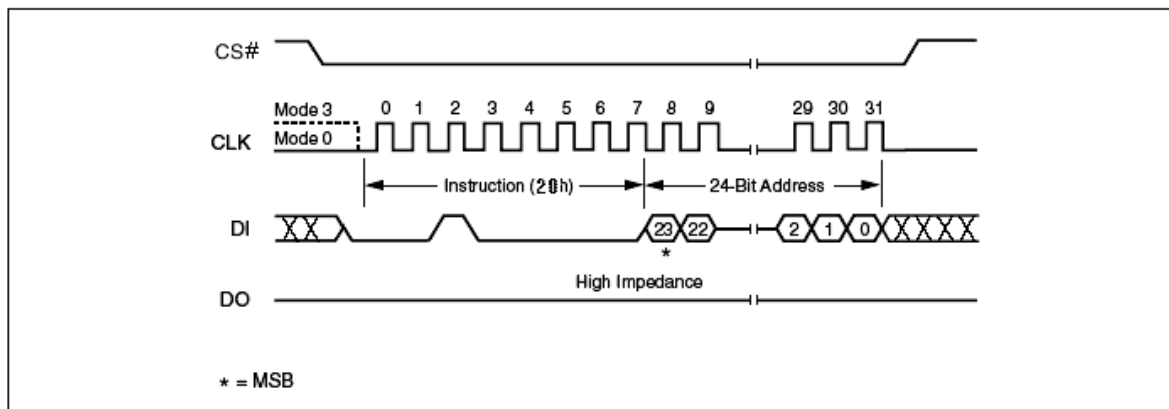 CS#
Mode 3 0 1 2 3 4 5 6 7 8 9 29 30 31
CLK Mode 0
Instruction (20h) 24-Bit Address
DI 23 22 2 1 0
*
High Impedance
DO
* = MSB